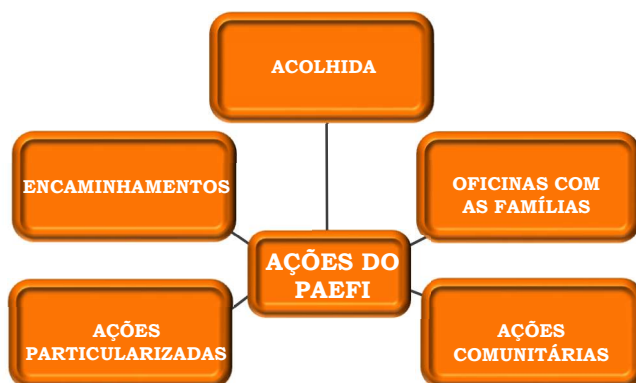 ACOLHIDA
ENCAMINHAMENTOS
OFICINAS COM
AS FAMÍLIAS
AÇÕES DO
PAEFI
AÇÕES
PARTICULARIZADAS
AÇÕES
COMUNITÁRIAS